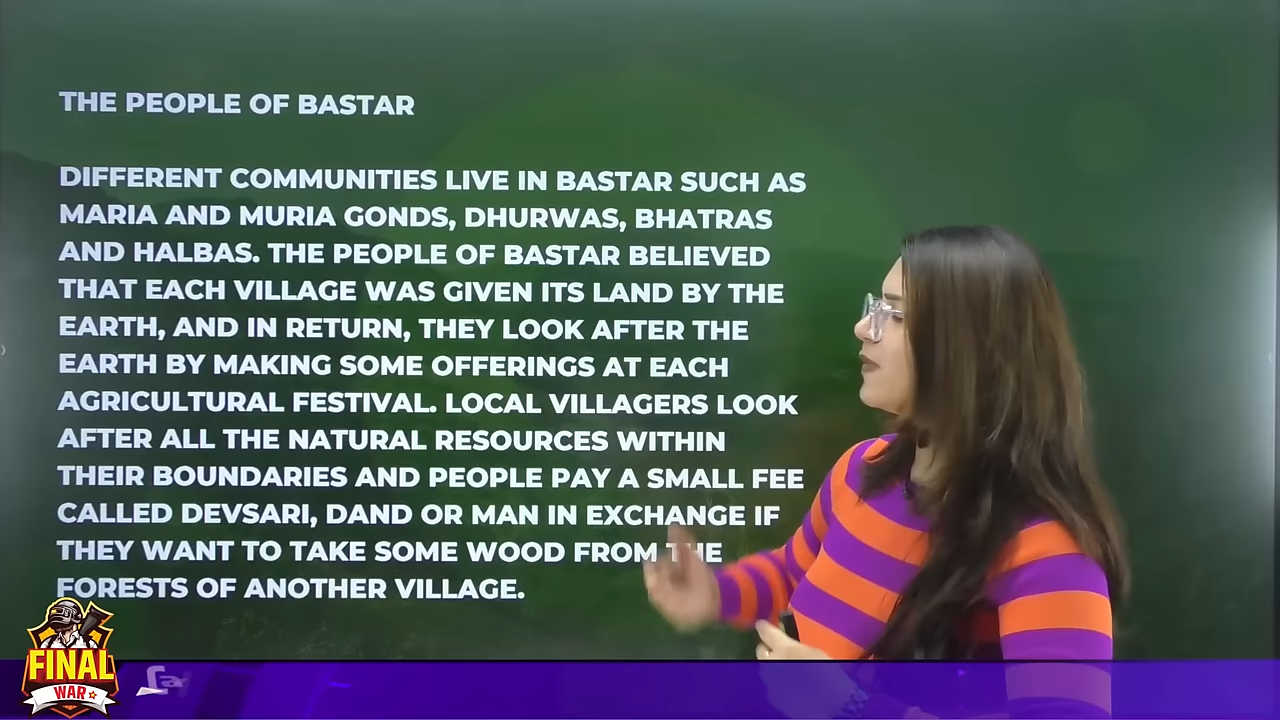 THE PEOPLE OF BASTAR
DIFFERENT COMMUNITIES LIVE IN BASTAR SUCH AS
MARIA AND MURIA GONDS, DHURWAS, BHATRAS
AND HALBAS. THE PEOPLE OF BASTAR BELIEVED
THAT EACH VILLAGE WAS GIVEN ITS LAND BY THE
EARTH, AND IN RETURN, THEY LOOK AFTER THE
EARTH BY MAKING SOME OFFERINGS AT EACH
AGRICULTURAL FESTIVAL. LOCAL VILLAGERS LOOK
AFTER ALL THE NATURAL RESOURCES WITHIN
THEIR BOUNDARIES AND PEOPLE PAY A SMALL FEE
CALLED DEVSARI, DAND OR MAN IN EXCHANGE IF
THEY WANT TO TAKE SOME WOOD FROM THE
FORESTS OF ANOTHER VILLAGE.
FINAL
WAR